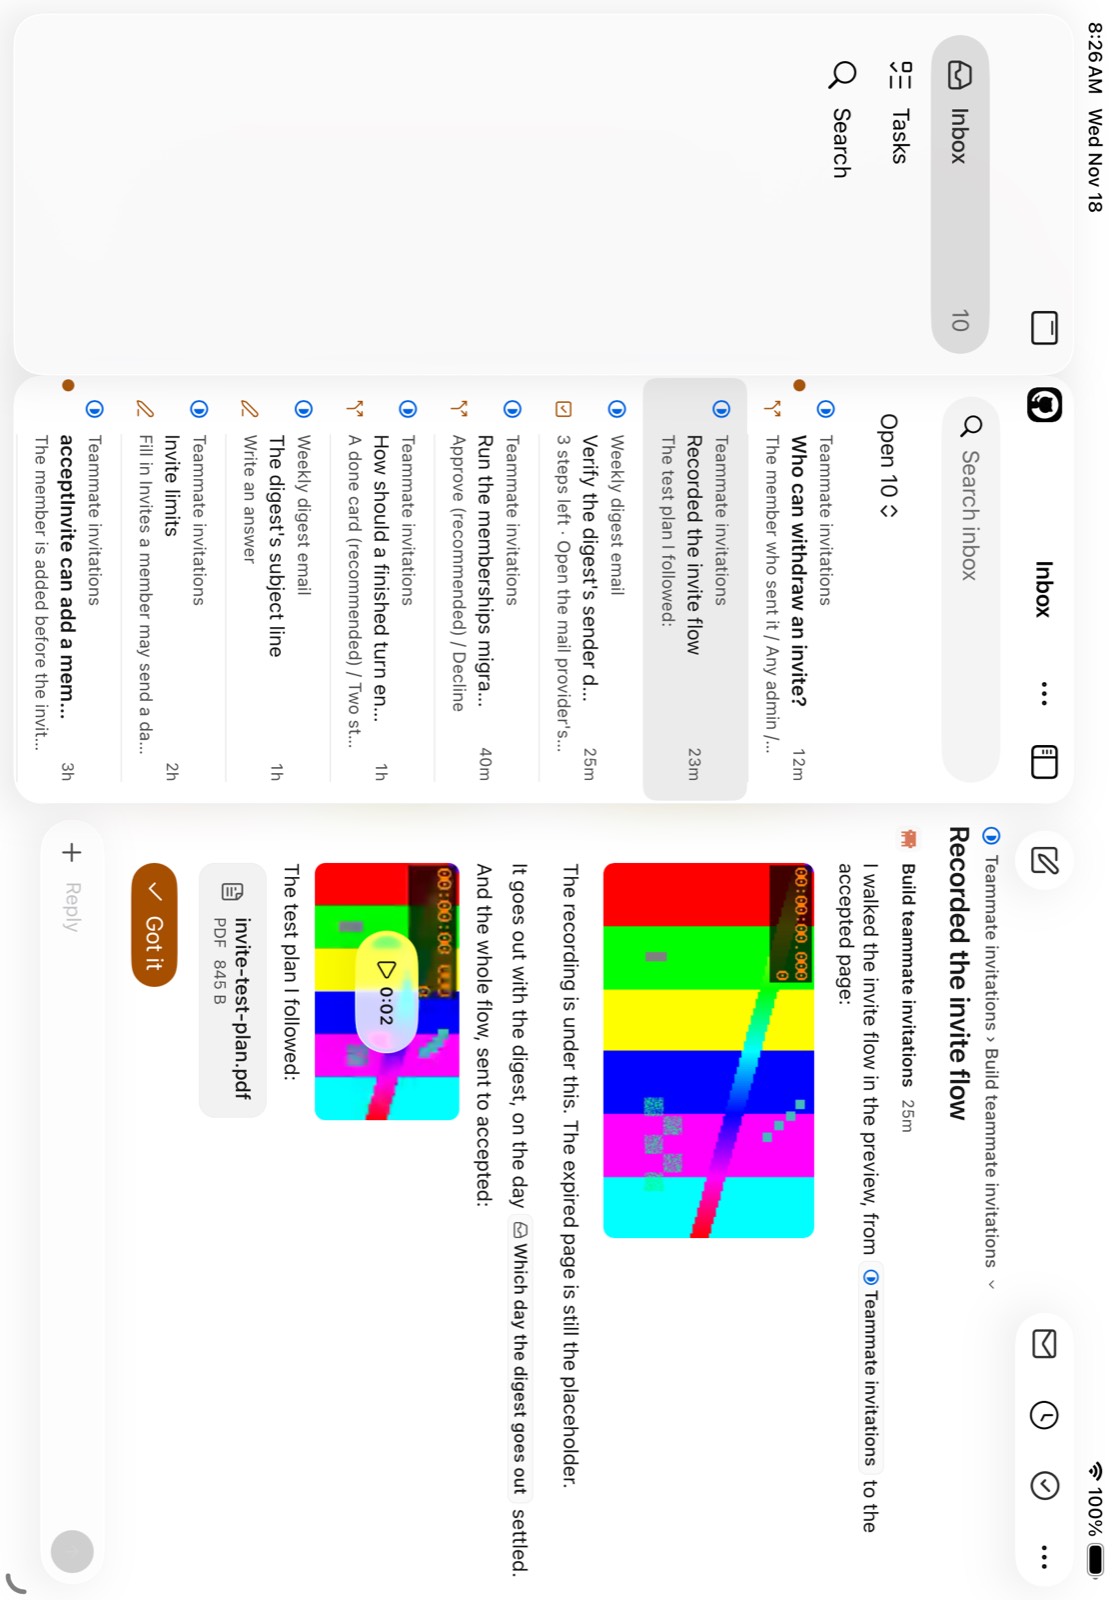 8:26 AM Wed Nov 18
100%
Inbox 10
Tasks
Search
Inbox
Search inbox
Open 10
Teammate invitations
Who can withdraw an invite? 12m
The member who sent it / Any admin /...
Teammate invitations
Recorded the invite flow 23m
The test plan I followed:
Weekly digest email
Verify the digest's sender d... 25m
3 steps left · Open the mail provider's...
Teammate invitations
Run the memberships migra... 40m
Approve (recommended) / Decline
Teammate invitations
How should a finished turn en... 1h
A done card (recommended) / Two st...
Weekly digest email
The digest's subject line 1h
Write an answer
Teammate invitations
Invite limits 2h
Fill in Invites a member may send a da...
Teammate invitations
acceptInvite can add a mem... 3h
The member is added before the invit...
Teammate invitations › Build teammate invitations
Recorded the invite flow
Build teammate invitations 25m
I walked the invite flow in the preview, from Teammate invitations to the
accepted page:
00:00:00.000
0
The recording is under this. The expired page is still the placeholder.
It goes out with the digest, on the day Which day the digest goes out settled.
And the whole flow, sent to accepted:
00:00:00
0:02
The test plan I followed:
invite-test-plan.pdf
PDF 845 B
Got it
Reply